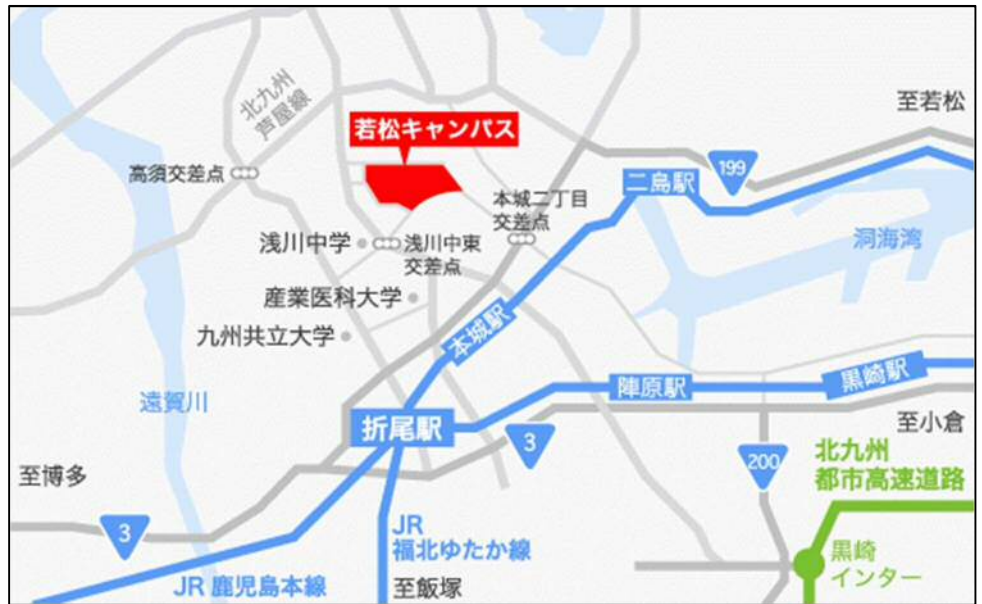 至若松
北九州
芦屋線
若松キャンパス
199
高須交差点
二島駅
本城二丁目
交差点
浅川中学
浅川中東
交差点
洞海湾
産業医科大学
九州共立大学
本城駅
遠賀川
陣原駅
黒崎駅
折尾駅
3
至小倉
200
北九州
都市高速道路
至博多
3
JR
福北ゆたか線
黒崎
インター
JR 鹿児島本線
至飯塚